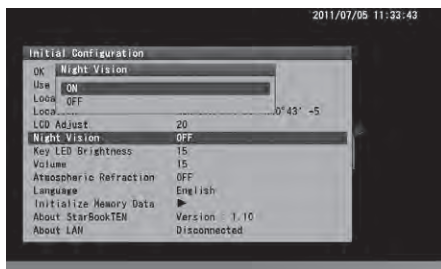 2011/07/05 11:33:43
Initial Configuration
OK
Night Vision
Use
ON
Loca
OFF
0°43' -5
LCD Adjust 20
Night Vision OFF
Key LED Brightness 15
Volume 15
Atmospheric Refraction OFF
Language English
Initialize Memory Data ▶
About StarBookTEN Version 1.10
About LAN Disconnected